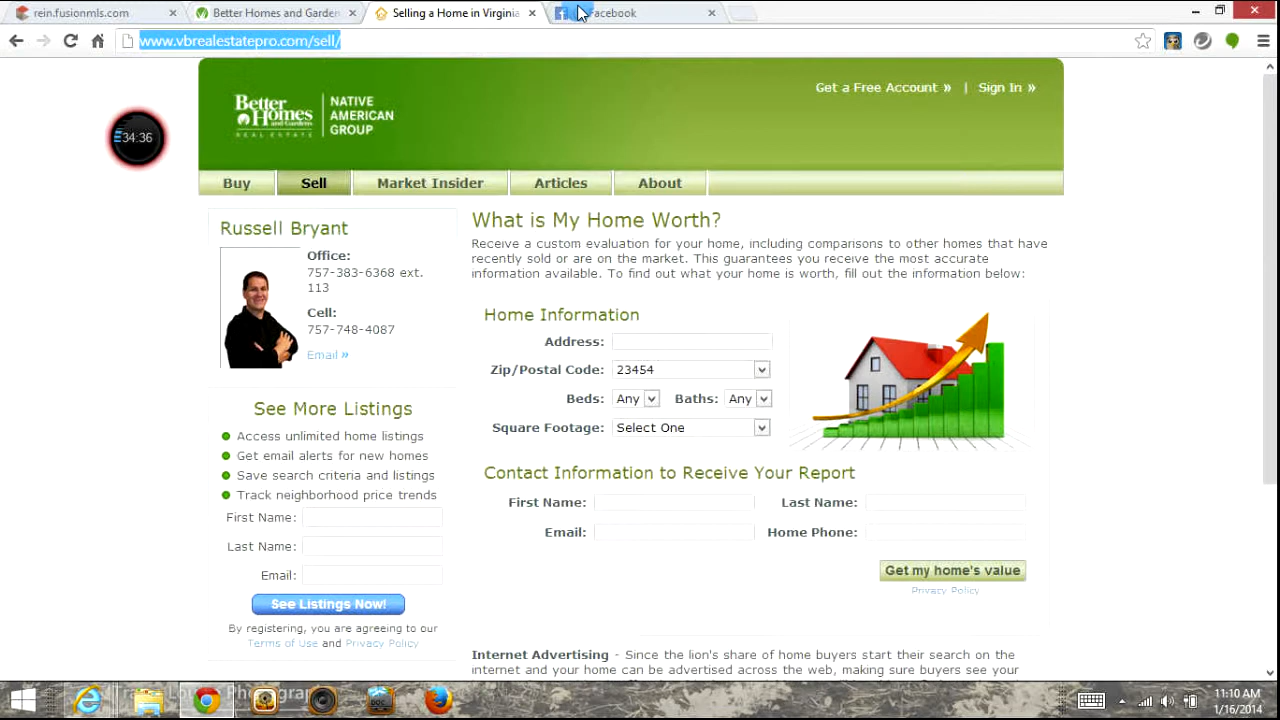 rein.fusionmls.com
Better Homes and Garden
Selling a Home in Virginia
Facebook
www.vbrealestatepro.com/sell/
Get a Free Account »
|
Sign In »
Better Homes and Gardens REAL ESTATE
NATIVE AMERICAN GROUP
34:36
Buy
Sell
Market Insider
Articles
About
Russell Bryant
Office:
757-383-6368 ext.
113
Cell:
757-748-4087
Email »
See More Listings
Access unlimited home listings
Get email alerts for new homes
Save search criteria and listings
Track neighborhood price trends
First Name:
Last Name:
Email:
See Listings Now!
By registering, you are agreeing to our
Terms of Use and Privacy Policy
What is My Home Worth?
Receive a custom evaluation for your home, including comparisons to other homes that have
recently sold or are on the market. This guarantees you receive the most accurate
information available. To find out what your home is worth, fill out the information below:
Home Information
Address:
Zip/Postal Code: 23454
Beds: Any Baths: Any
Square Footage: Select One
Contact Information to Receive Your Report
First Name: Last Name:
Email: Home Phone:
Get my home's value
Privacy Policy
Internet Advertising - Since the lion's share of home buyers start their search on the
internet and your home can be advertised across the web, making sure buyers see your
11:10 AM
1/16/2014